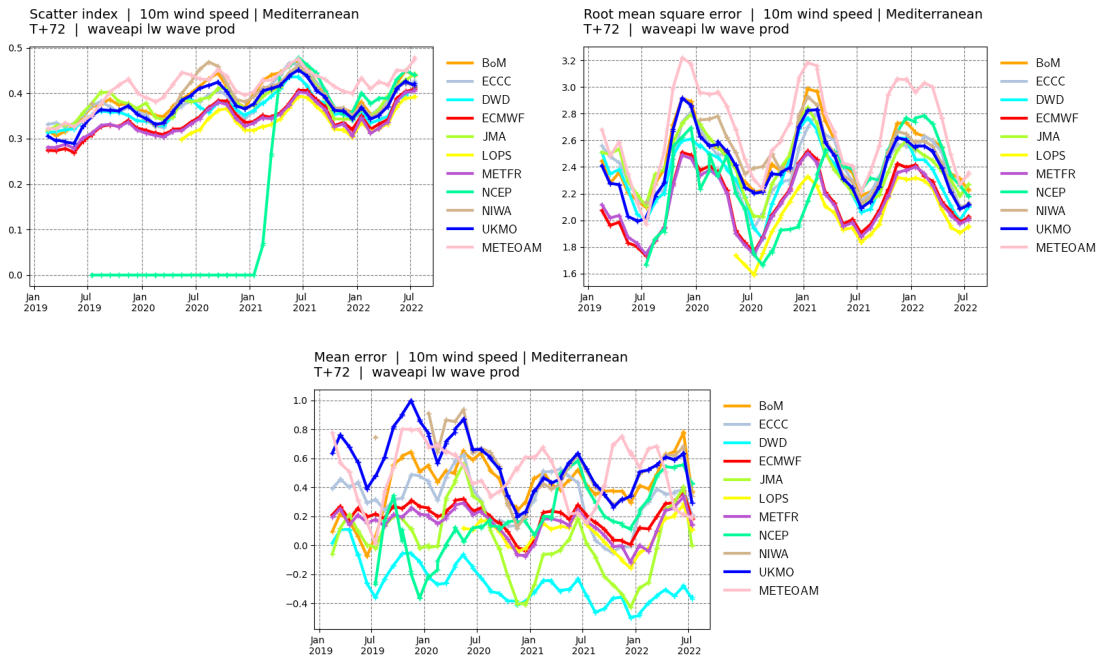 Scatter index | 10m wind speed | Mediterranean
T+72 | waveapi lw wave prod
0.5
0.4
0.3
0.2
0.1
0.0
Jan 2019
Jul
Jan 2020
Jul
Jan 2021
Jul
Jan 2022
Jul 2022
BoM
ECCC
DWD
ECMWF
JMA
LOPS
METFR
NCEP
NIWA
UKMO
METEOAM
Root mean square error | 10m wind speed | Mediterranean
T+72 | waveapi lw wave prod
3.2
3.0
2.8
2.6
2.4
2.2
2.0
1.8
1.6
Jan 2019
Jul
Jan 2020
Jul 2020
Jan 2021
Jul 2021
Jan 2022
Jul 2022
BoM
ECCC
DWD
ECMWF
JMA
LOPS
METFR
NCEP
NIWA
UKMO
METEOAM
Mean error | 10m wind speed | Mediterranean
T+72 | waveapi lw wave prod
1.0
0.8
0.6
0.4
0.2
0.0
−0.2
−0.4
Jan 2019
Jul 2019
Jan 2020
Jul 2020
Jan 2021
Jul 2021
Jan 2022
Jul 2022
BoM
ECCC
DWD
ECMWF
JMA
LOPS
METFR
NCEP
NIWA
UKMO
METEOAM